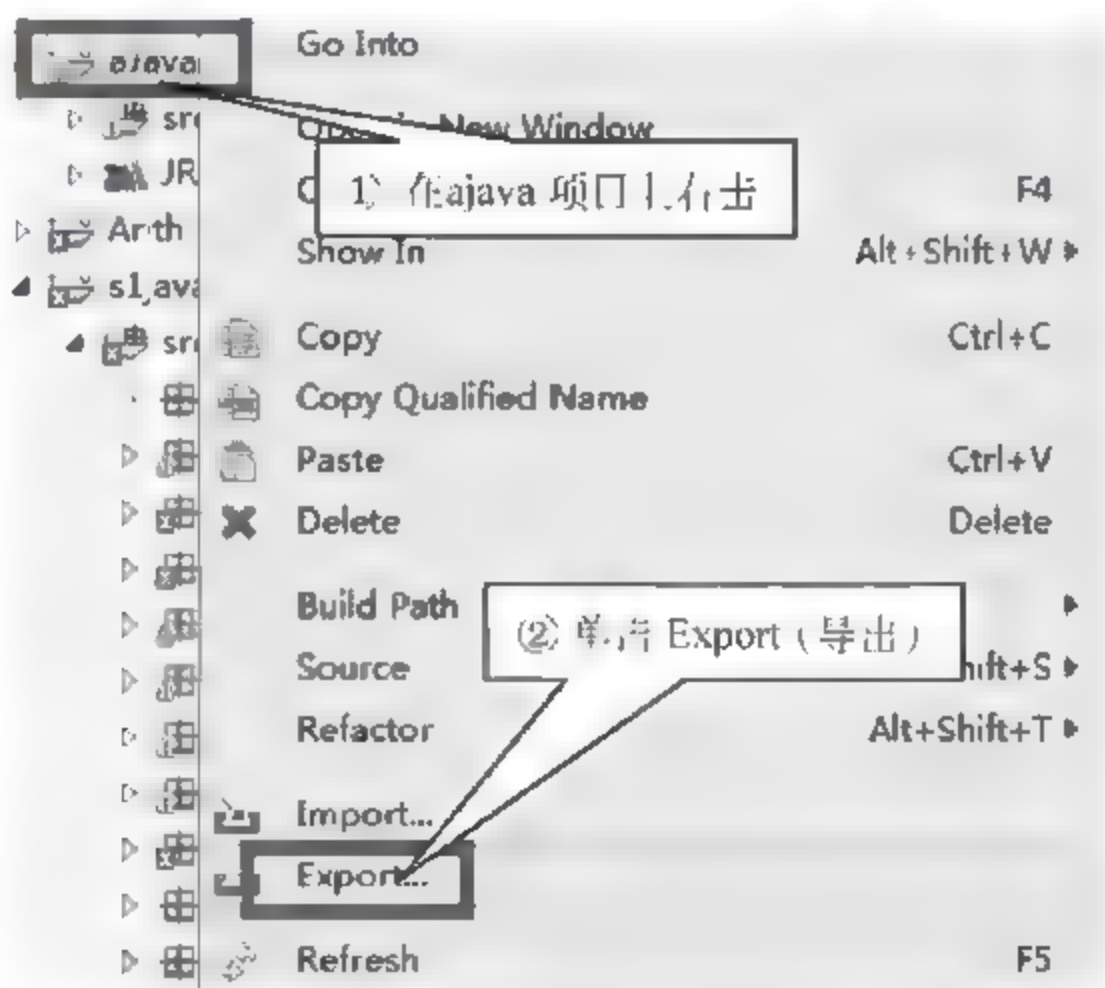 ajava
Go Into
src
New Window
① 在ajava 项目上右击
JR
F4
Arith
Show In
Alt+Shift+W
s1java
src
Copy
Ctrl+C
Copy Qualified Name
Paste
Ctrl+V
Delete
Delete
Build Path
② 单击 Export（导出）
Source
hift+S
Refactor
Alt+Shift+T
Import...
Export...
Refresh
F5